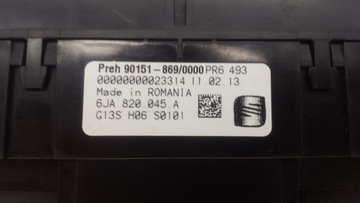 Preh 90151-869/0000 PR6 493
00000000023314 11 02 13
Made in ROMANIA
6JA 820 045 A
G13S H06 S0101